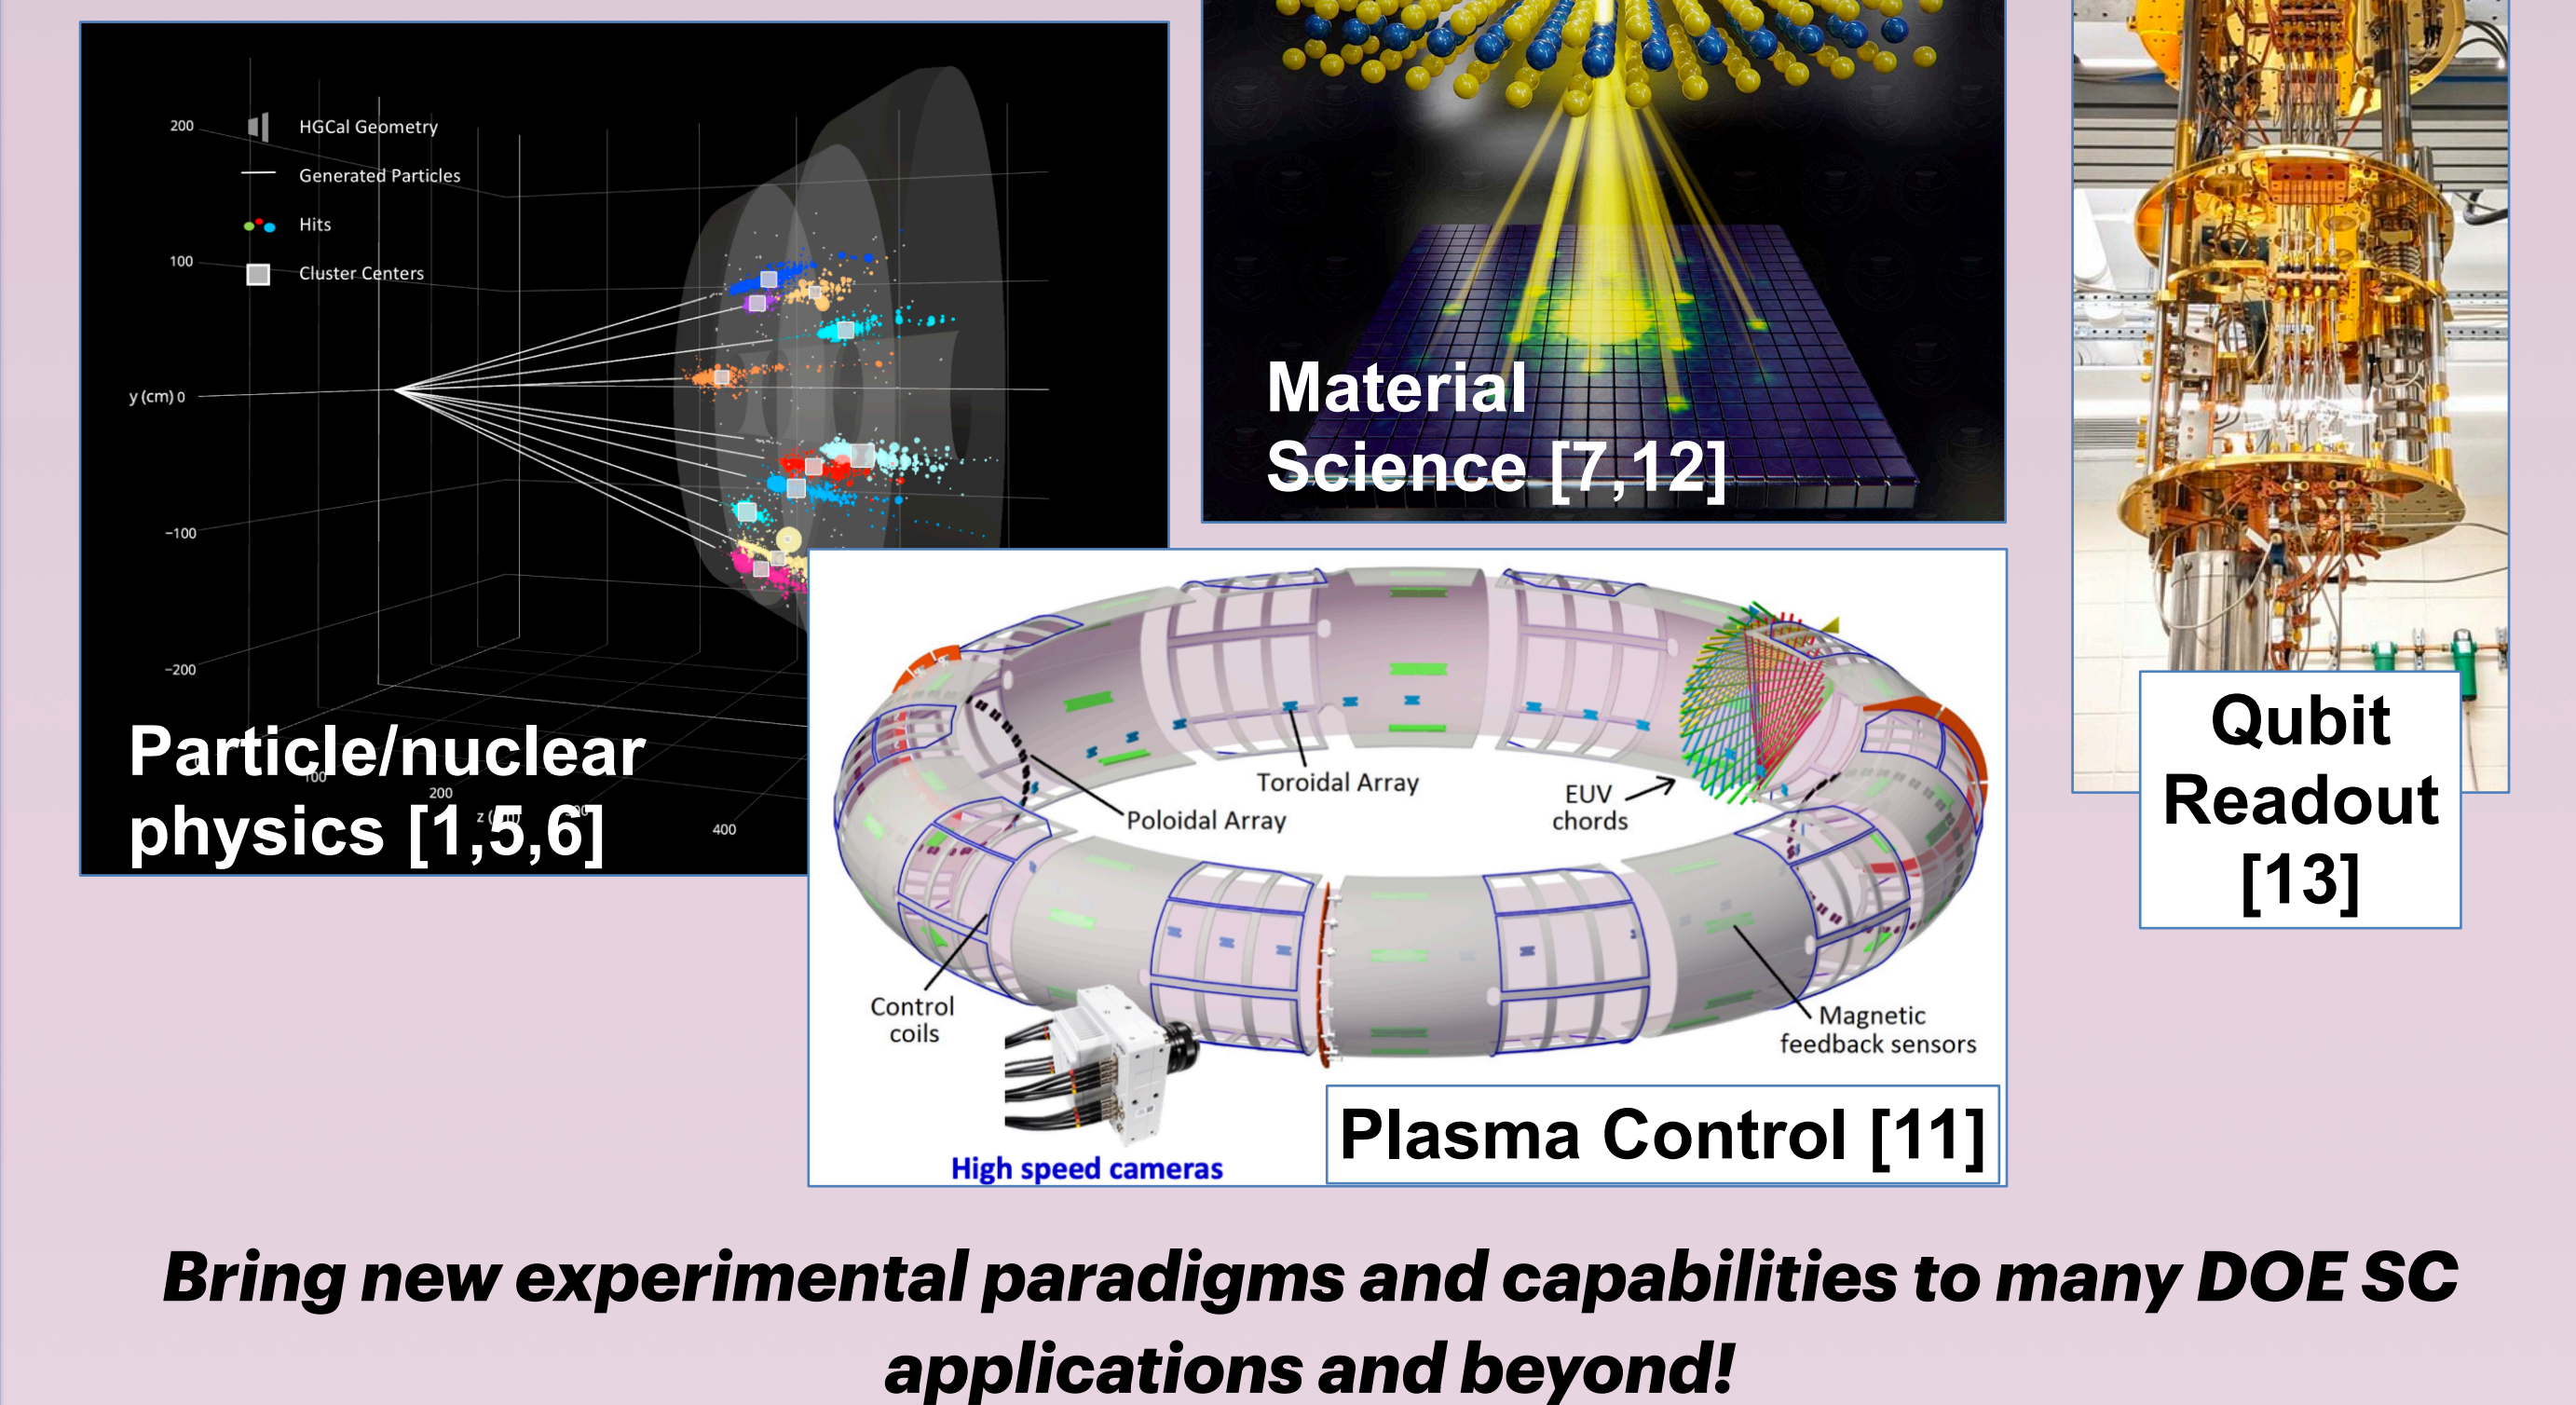 200
HGCal Geometry
Generated Particles
Hits
100
Cluster Centers
y (cm) 0
−100
−200
100
200
400
Particle/nuclear
physics [1,5,6]
Material
Science [7,12]
Qubit
Readout
[13]
Toroidal Array
Poloidal Array
EUV
chords
Control
coils
Magnetic
feedback sensors
High speed cameras
Plasma Control [11]
Bring new experimental paradigms and capabilities to many DOE SC
applications and beyond!